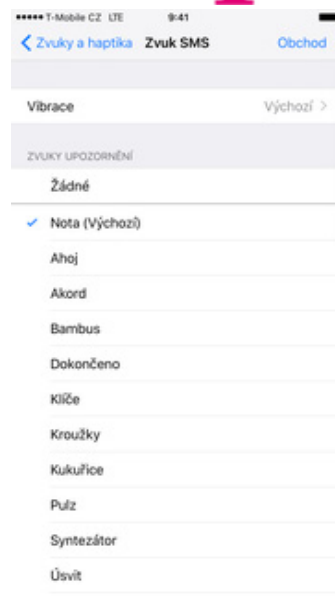 T-Mobile CZ LTE 9:41
Zvuky a haptika Zvuk SMS Obchod
Vibrace Výchozí
ZVUKY UPOZORNĚNÍ
Žádné
Nota (Výchozí)
Ahoj
Akord
Bambus
Dokončeno
Klíče
Kroužky
Kukuřice
Pulz
Syntezátor
Úsvit